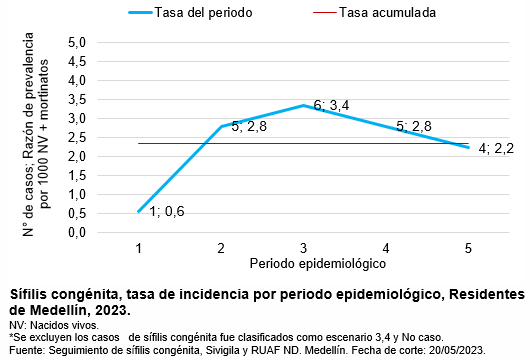 Tasa del periodo
Tasa acumulada
N° de casos; Razón de prevalencia
por 1000 NV + mortinatos
5,0
4,5
4,0
3,5
3,0
2,5
2,0
1,5
1,0
0,5
0,0
1; 0,6
5; 2,8
6; 3,4
5; 2,8
4; 2,2
1
2
3
4
5
Periodo epidemiológico
Sífilis congénita, tasa de incidencia por periodo epidemiológico, Residentes
de Medellín, 2023.
NV: Nacidos vivos.
*Se excluyen los casos de sífilis congénita fue clasificados como escenario 3,4 y No caso.
Fuente: Seguimiento de sífilis congénita, Sivigila y RUAF ND. Medellín. Fecha de corte: 20/05/2023.